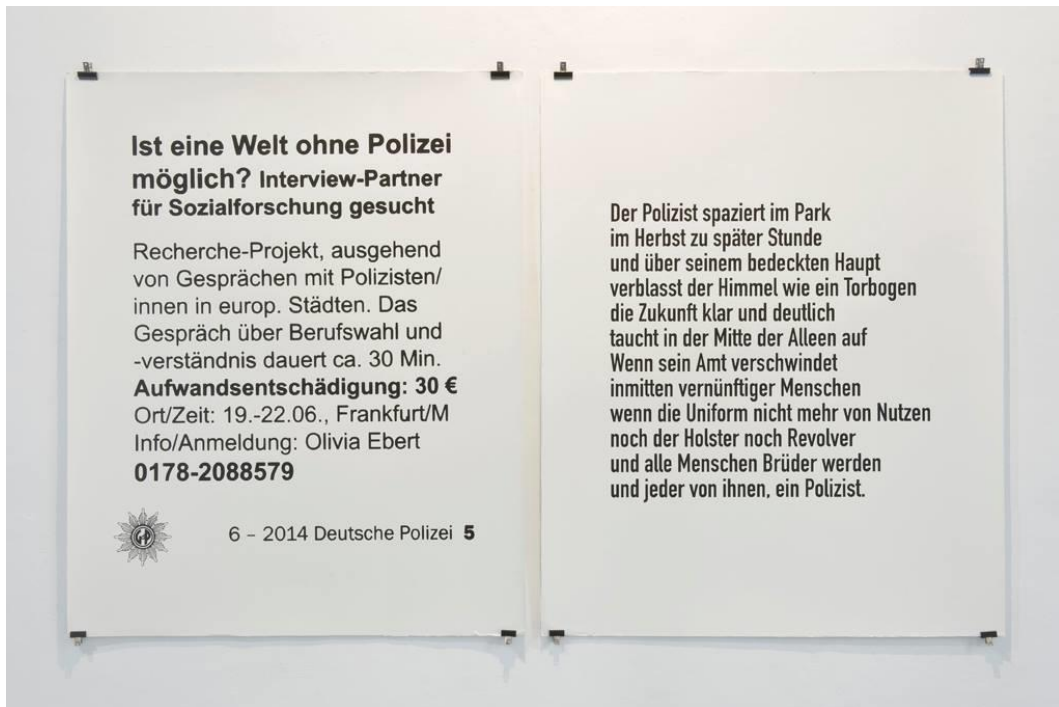 Ist eine Welt ohne Polizei
möglich? Interview-Partner
für Sozialforschung gesucht
Recherche-Projekt, ausgehend
von Gesprächen mit Polizisten/
innen in europ. Städten. Das
Gespräch über Berufswahl und
-verständnis dauert ca. 30 Min.
Aufwandsentschädigung: 30 €
Ort/Zeit: 19.-22.06., Frankfurt/M
Info/Anmeldung: Olivia Ebert
0178-2088579
6 – 2014 Deutsche Polizei 5
Der Polizist spaziert im Park
im Herbst zu später Stunde
und über seinem bedeckten Haupt
verblasst der Himmel wie ein Torbogen
die Zukunft klar und deutlich
taucht in der Mitte der Alleen auf
Wenn sein Amt verschwindet
inmitten vernünftiger Menschen
wenn die Uniform nicht mehr von Nutzen
noch der Holster noch Revolver
und alle Menschen Brüder werden
und jeder von ihnen, ein Polizist.